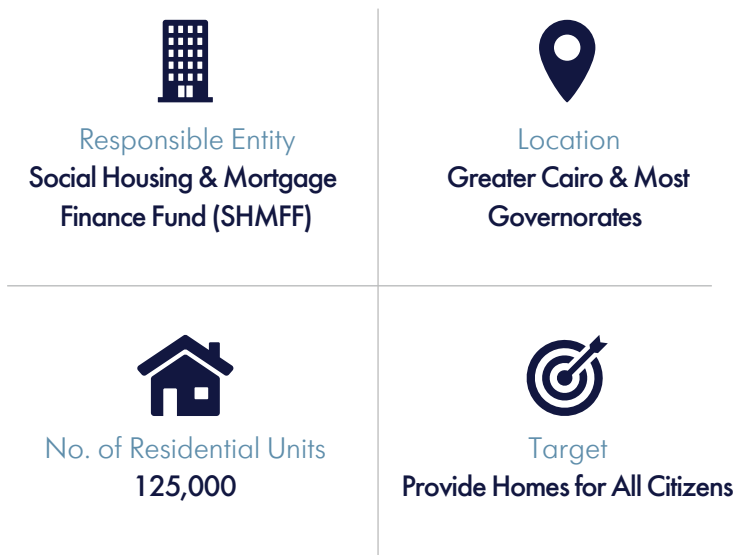 Responsible Entity
Social Housing & Mortgage
Finance Fund (SHMFF)
Location
Greater Cairo & Most
Governorates
No. of Residential Units
125,000
Target
Provide Homes for All Citizens